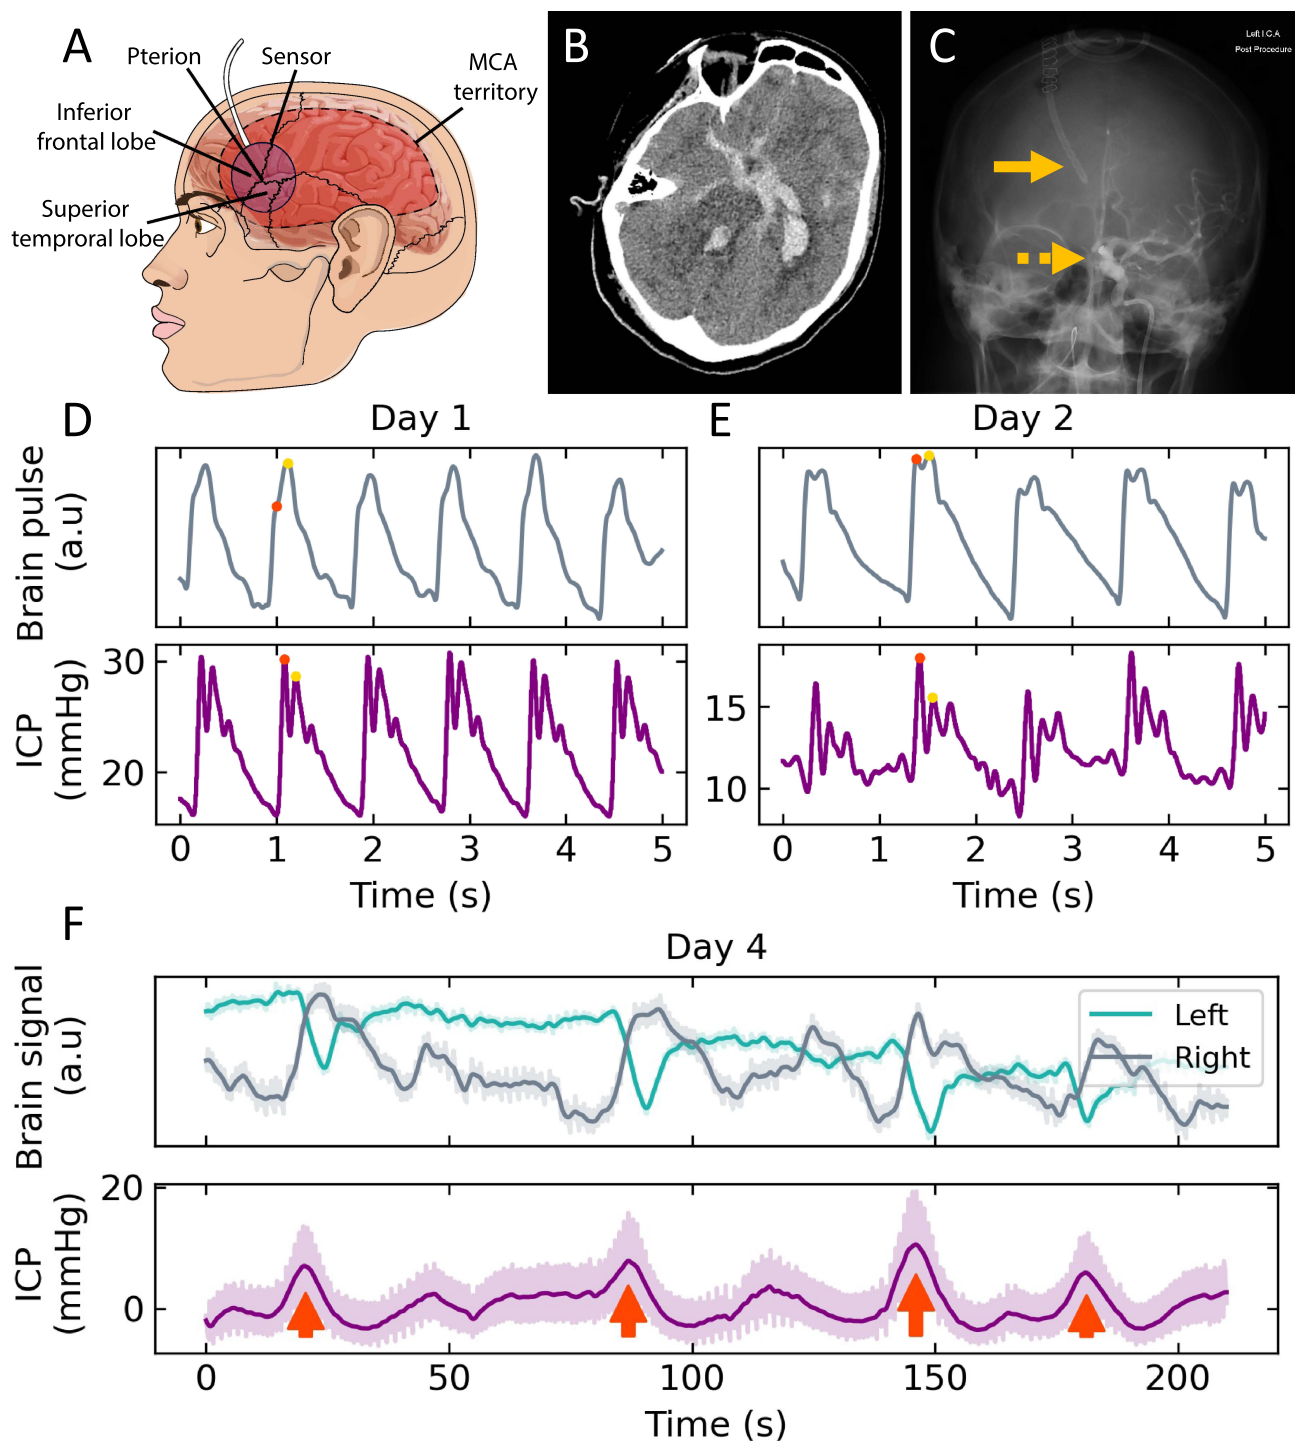 A
Pterion
Sensor
MCA
territory
Inferior
frontal lobe
Superior
temproral lobe
B
C
Left I.C.A
Post Procedure
D
Day 1
Brain pulse
(a.u)
ICP
(mmHg)
30
20
0 1 2 3 4 5
Time (s)
E
Day 2
15
10
0 1 2 3 4 5
Time (s)
F
Day 4
Brain signal
(a.u)
Left
Right
ICP
(mmHg)
20
0
0 50 100 150 200
Time (s)